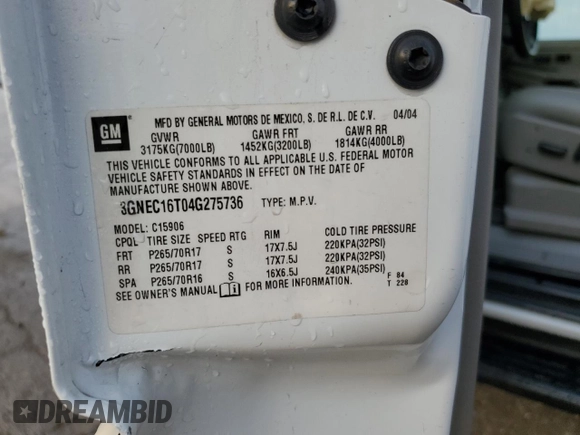 GM
MFD BY GENERAL MOTORS DE MEXICO, S. DE R.L. DE C.V. 04/04
GVWR GAWR FRT GAWR RR
3175KG(7000LB) 1452KG(3200LB) 1814KG(4000LB)
THIS VEHICLE CONFORMS TO ALL APPLICABLE U.S. FEDERAL MOTOR
VEHICLE SAFETY STANDARDS IN EFFECT ON THE DATE OF
MANUFACTURE SHOWN ABOVE.
3GNEC16T04G275736 TYPE: M.P.V.
MODEL: C15906
CPQL TIRE SIZE SPEED RTG RIM COLD TIRE PRESSURE
FRT P265/70R17 S 17X7.5J 220KPA(32PSI)
RR P265/70R17 S 17X7.5J 220KPA(32PSI)
SPA P265/70R16 S 16X6.5J 240KPA(35PSI) F 84
SEE OWNER'S MANUAL FOR MORE INFORMATION. T 228
DREAMBID